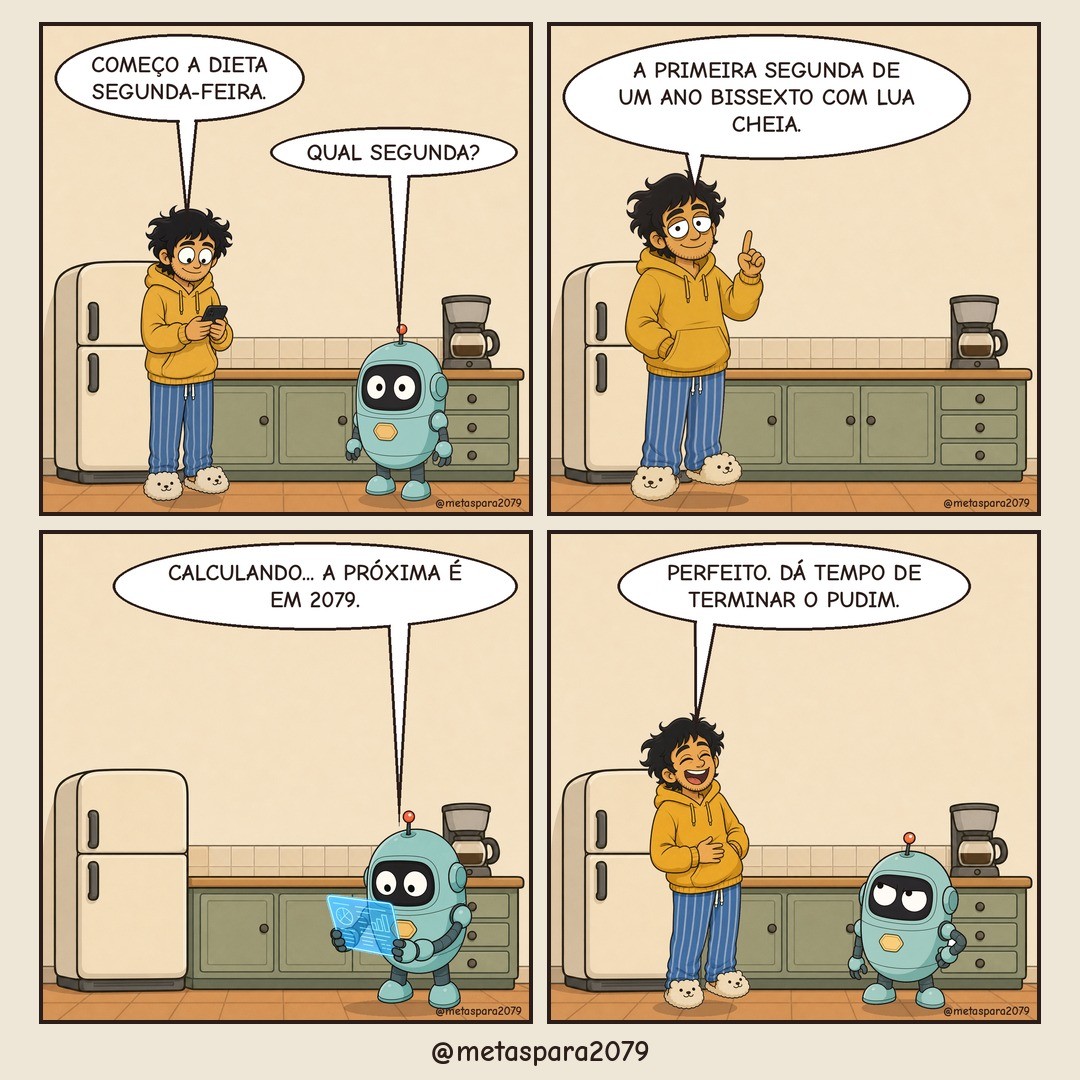 COMEÇO A DIETA
SEGUNDA-FEIRA.
QUAL SEGUNDA?
@metaspara2079
A PRIMEIRA SEGUNDA DE
UM ANO BISSEXTO COM LUA
CHEIA.
@metaspara2079
CALCULANDO... A PRÓXIMA É
EM 2079.
@metaspara2079
PERFEITO. DÁ TEMPO DE
TERMINAR O PUDIM.
@metaspara2079
@metaspara2079